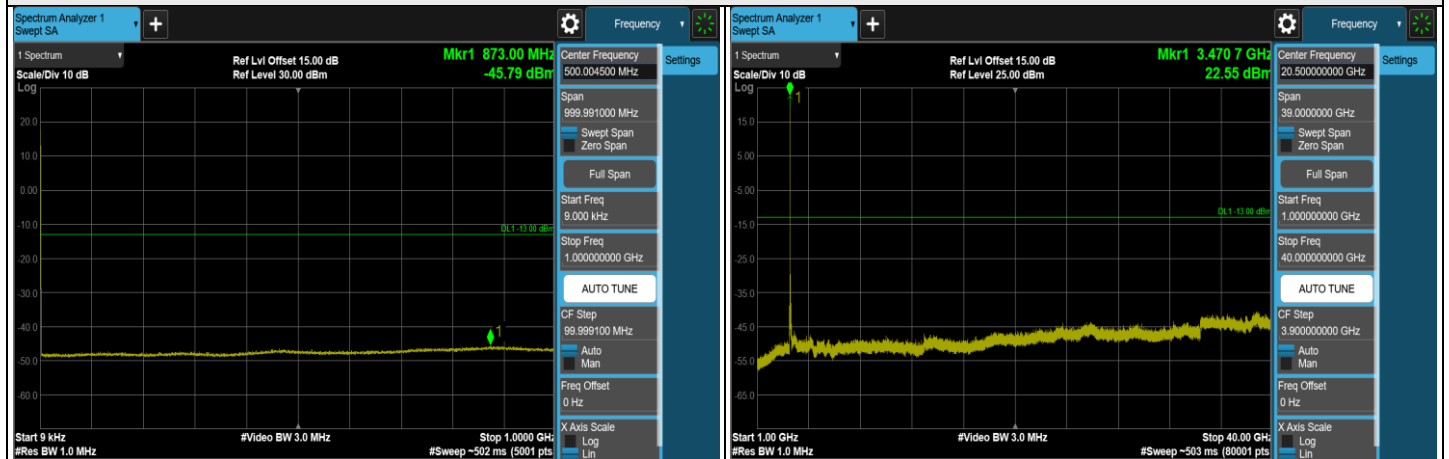 Spectrum Analyzer 1
Swept SA
+
Frequency
1 Spectrum
Scale/Div 10 dB
Log
Ref Lvl Offset 15.00 dB
Ref Level 30.00 dBm
Mkr1 873.00 MHz
-45.79 dBm
20.0
10.0
0.00
-10.0
-20.0
-30.0
-40.0
-50.0
-60.0
DL1 -13.00 dBm
1
Start 9 kHz
#Res BW 1.0 MHz
#Video BW 3.0 MHz
Stop 1.0000 GHz
#Sweep ~502 ms (5001 pts
Center Frequency
500.004500 MHz
Span
999.991000 MHz
Swept Span
Zero Span
Full Span
Start Freq
9.000 kHz
Stop Freq
1.000000000 GHz
AUTO TUNE
CF Step
99.999100 MHz
Auto
Man
Freq Offset
0 Hz
X Axis Scale
Log
Lin
Settings
Spectrum Analyzer 1
Swept SA
+
Frequency
1 Spectrum
Scale/Div 10 dB
Log
Ref Lvl Offset 15.00 dB
Ref Level 25.00 dBm
Mkr1 3.470 7 GHz
22.55 dBm
1
15.0
5.00
-5.00
-15.0
-25.0
-35.0
-45.0
-55.0
-65.0
DL1 -13.00 dBm
Start 1.00 GHz
#Res BW 1.0 MHz
#Video BW 3.0 MHz
Stop 40.00 GHz
#Sweep ~503 ms (80001 pts
Center Frequency
20.500000000 GHz
Span
39.0000000 GHz
Swept Span
Zero Span
Full Span
Start Freq
1.000000000 GHz
Stop Freq
40.000000000 GHz
AUTO TUNE
CF Step
3.900000000 GHz
Auto
Man
Freq Offset
0 Hz
X Axis Scale
Log
Lin
Settings